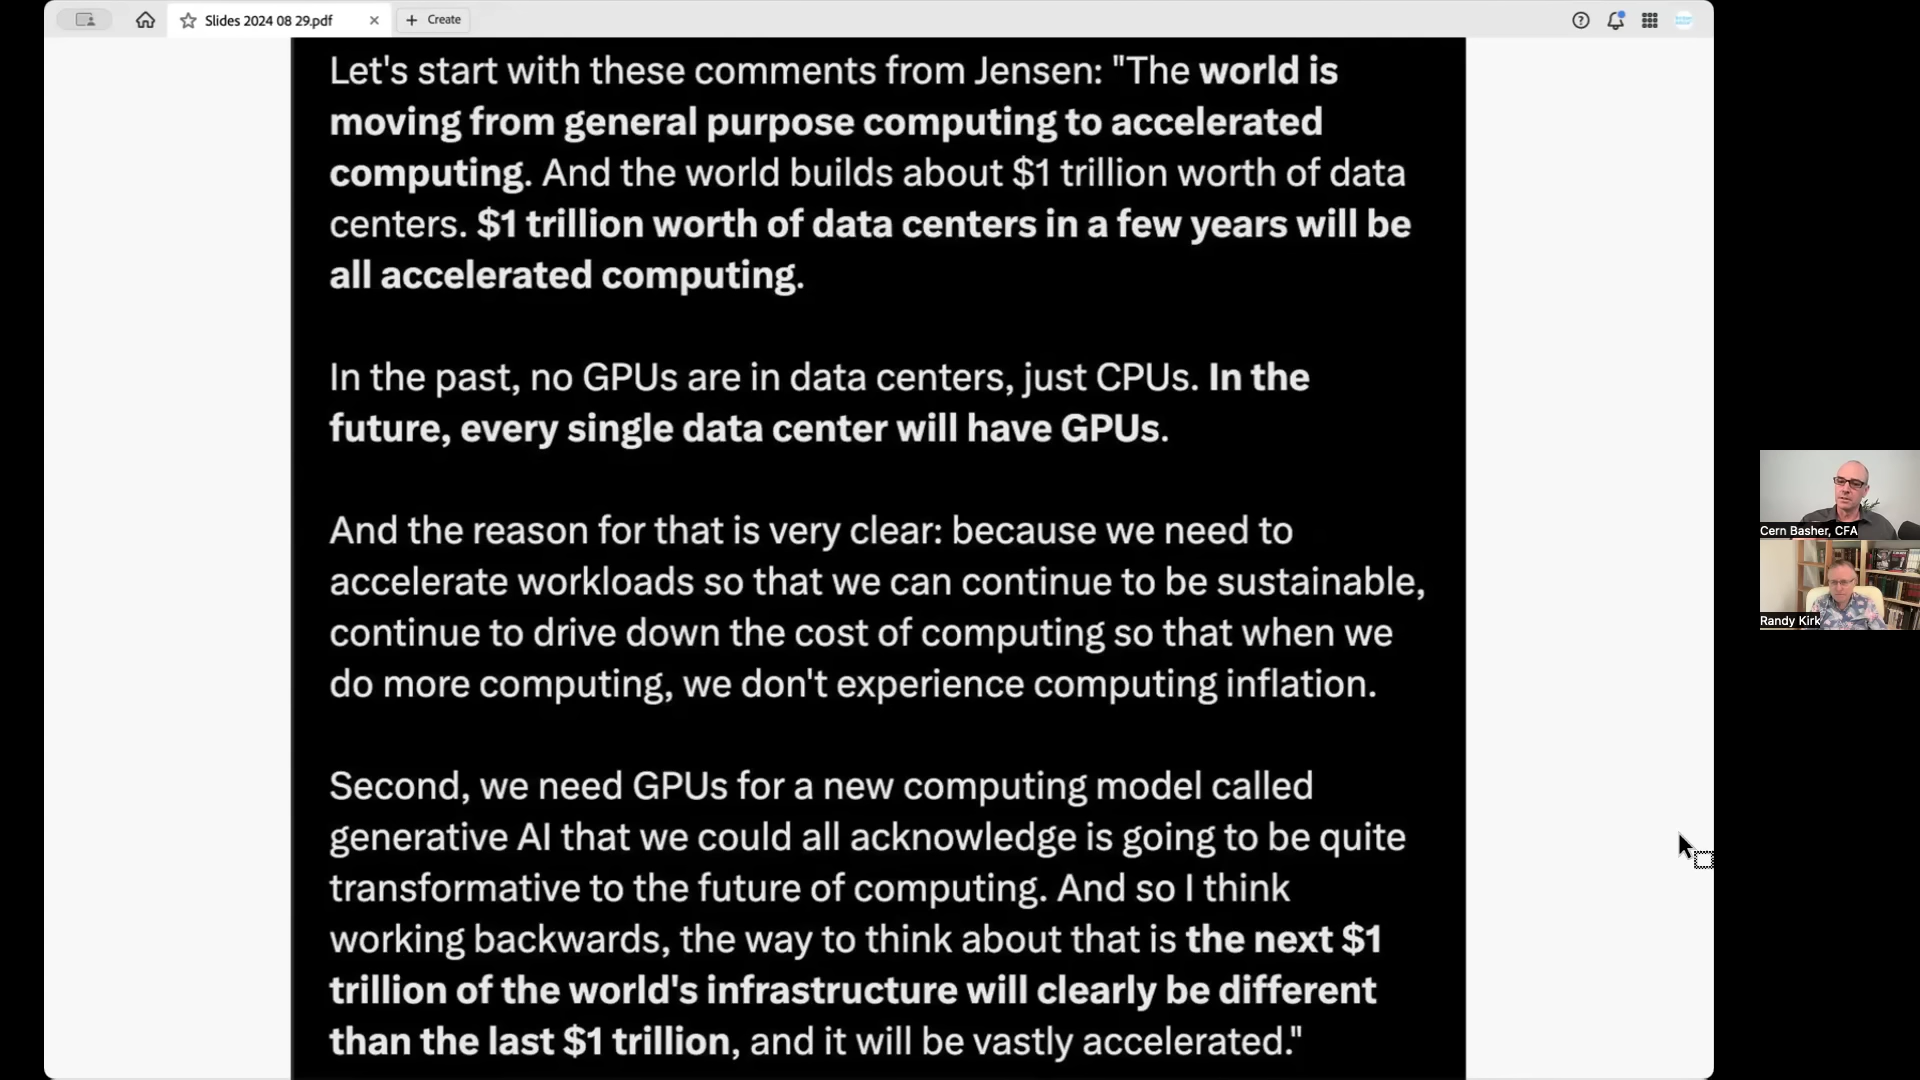 Slides 2024 08 29.pdf
Create
Let's start with these comments from Jensen: "The world is
moving from general purpose computing to accelerated
computing. And the world builds about $1 trillion worth of data
centers. $1 trillion worth of data centers in a few years will be
all accelerated computing.
In the past, no GPUs are in data centers, just CPUs. In the
future, every single data center will have GPUs.
And the reason for that is very clear: because we need to
accelerate workloads so that we can continue to be sustainable,
continue to drive down the cost of computing so that when we
do more computing, we don't experience computing inflation.
Second, we need GPUs for a new computing model called
generative AI that we could all acknowledge is going to be quite
transformative to the future of computing. And so I think
working backwards, the way to think about that is the next $1
trillion of the world's infrastructure will clearly be different
than the last $1 trillion, and it will be vastly accelerated."
Cern Basher, CFA
Randy Kirk